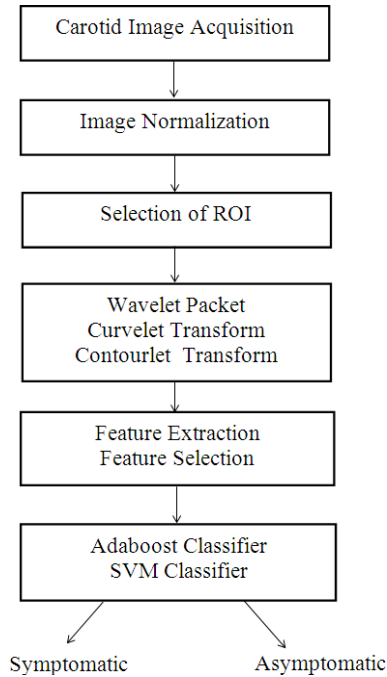 Carotid Image Acquisition
Image Normalization
Selection of ROI
Wavelet Packet
Curvelet Transform
Contourlet Transform
Feature Extraction
Feature Selection
Adaboost Classifier
SVM Classifier
Symptomatic
Asymptomatic